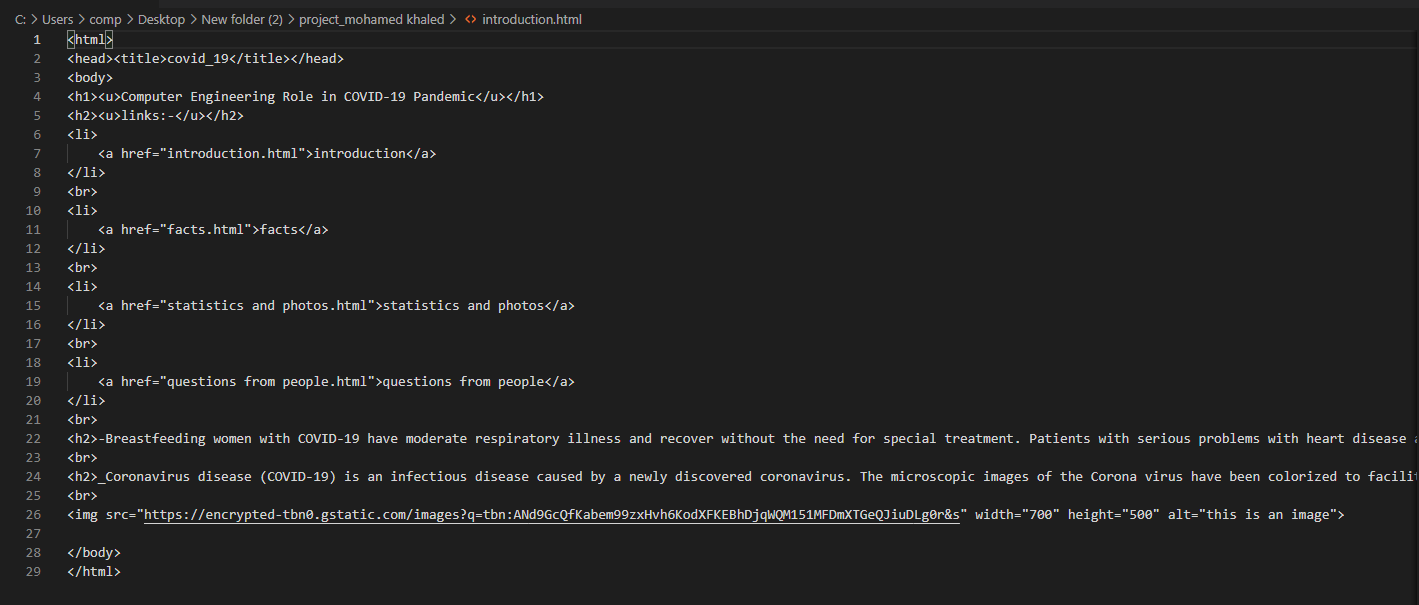 C: > Users > comp > Desktop > New folder (2) > project_mohamed khaled > <> introduction.html
1 <html>
2 <head><title>covid_19</title></head>
3 <body>
4 <h1><u>Computer Engineering Role in COVID-19 Pandemic</u></h1>
5 <h2><u>links:-</u></h2>
6 <li>
7     <a href="introduction.html">introduction</a>
8 </li>
9 <br>
10 <li>
11     <a href="facts.html">facts</a>
12 </li>
13 <br>
14 <li>
15     <a href="statistics and photos.html">statistics and photos</a>
16 </li>
17 <br>
18 <li>
19     <a href="questions from people.html">questions from people</a>
20 </li>
21 <br>
22 <h2>-Breastfeeding women with COVID-19 have moderate respiratory illness and recover without the need for special treatment. Patients with serious problems with heart disease
23 <br>
24 <h2>_Coronavirus disease (COVID-19) is an infectious disease caused by a newly discovered coronavirus. The microscopic images of the Corona virus have been colorized to facilit
25 <br>
26 <img src="https://encrypted-tbn0.gstatic.com/images?q=tbn:ANd9GcQfKabem99zxHvh6KodXFKEBhDjqWQM151MFDmXTGeQJiuDLg0r&s" width="700" height="500" alt="this is an image">
27
28 </body>
29 </html>